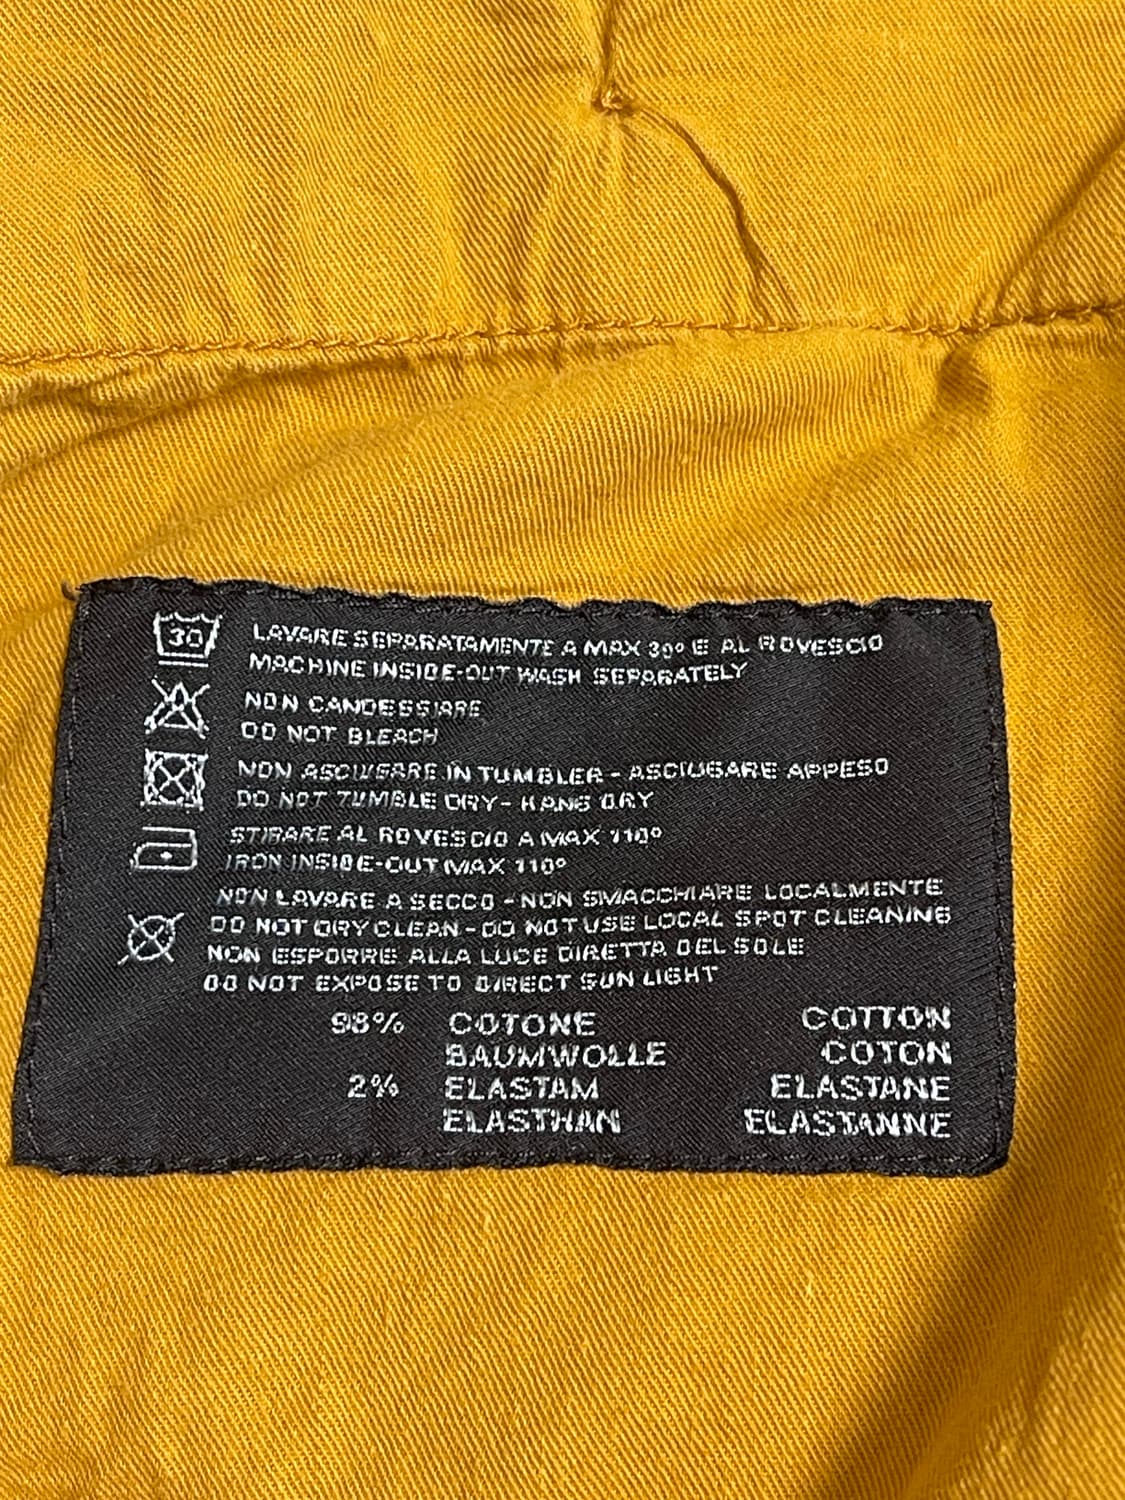 30
LAVARE SEPARATAMENTE A MAX 30° E AL ROVESCIO
MACHINE INSIDE-OUT WASH SEPARATELY
NON CANDESSIARE
DO NOT BLEACH
NON ASCIUGARE IN TUMBLER - ASCIUGARE APPESO
DO NOT TUMBLE DRY - HANG DRY
STIRARE AL ROVESCIO A MAX 110°
IRON INSIDE-OUT MAX 110°
NON LAVARE A SECCO - NON SMACCHIARE LOCALMENTE
DO NOT DRY CLEAN - DO NOT USE LOCAL SPOT CLEANING
NON ESPORRE ALLA LUCE DIRETTA DEL SOLE
DO NOT EXPOSE TO DIRECT SUN LIGHT
98% COTONE COTTON
BAUMWOLLE COTON
2% ELASTAM ELASTANE
ELASTHAN ELASTANNE